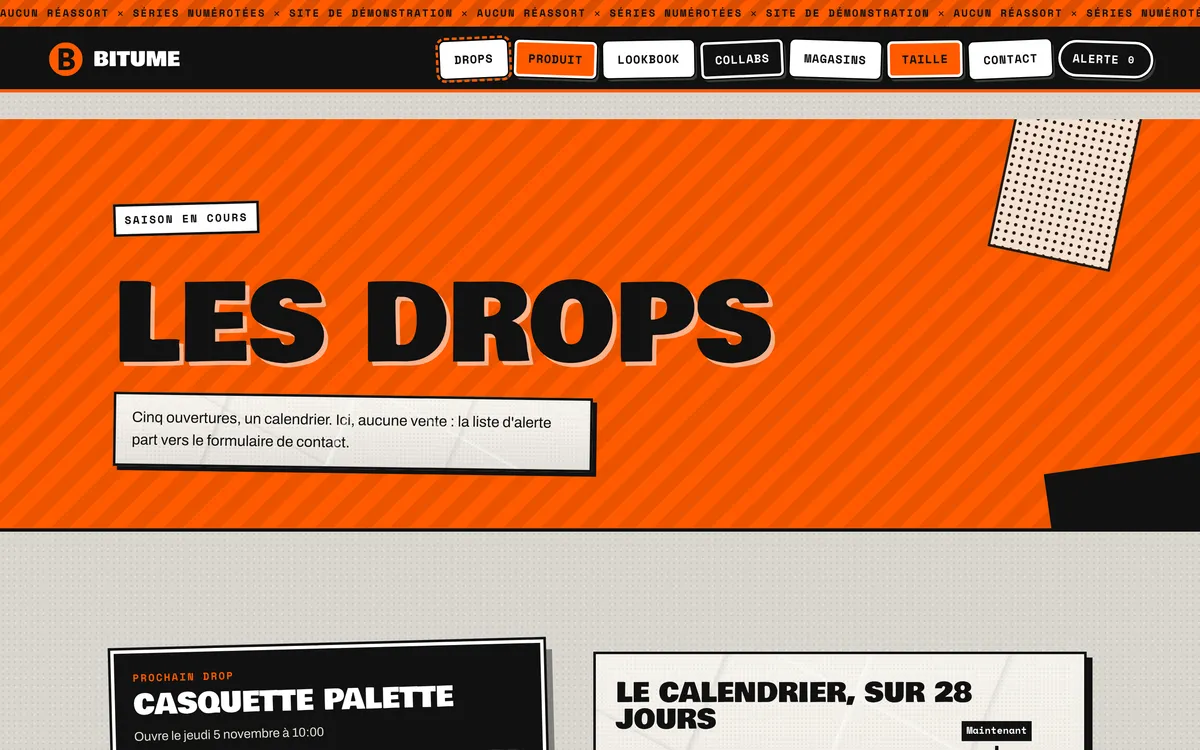 AUCUN RÉASSORT × SÉRIES NUMÉROTÉES × SITE DE DÉMONSTRATION × AUCUN RÉASSORT × SÉRIES NUMÉROTÉES × SITE DE DÉMONSTRATION × AUCUN RÉASSORT × SÉRIES
B BITUME
DROPS
PRODUIT
LOOKBOOK
COLLABS
MAGASINS
TAILLE
CONTACT
ALERTE 0
SAISON EN COURS
LES DROPS
Cinq ouvertures, un calendrier. Ici, aucune vente : la liste d'alerte
part vers le formulaire de contact.
PROCHAIN DROP
CASQUETTE PALETTE
Ouvre le jeudi 5 novembre à 10:00
LE CALENDRIER, SUR 28
JOURS
Maintenant